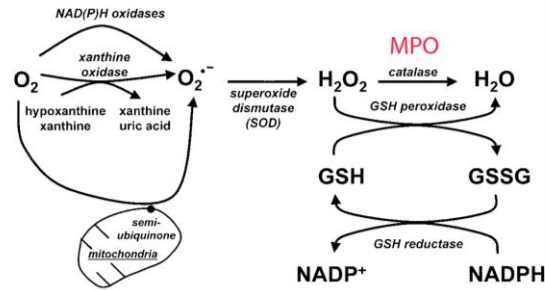 NAD(P)H oxidases
MPO
xanthine
oxidase
catalase
O2
O2•−
H2O2
H2O
superoxide
dismutase
(SOD)
GSH peroxidase
hypoxanthine
xanthine
xanthine
uric acid
GSH
GSSG
semi-
ubiquinone
mitochondria
GSH reductase
NADP+
NADPH